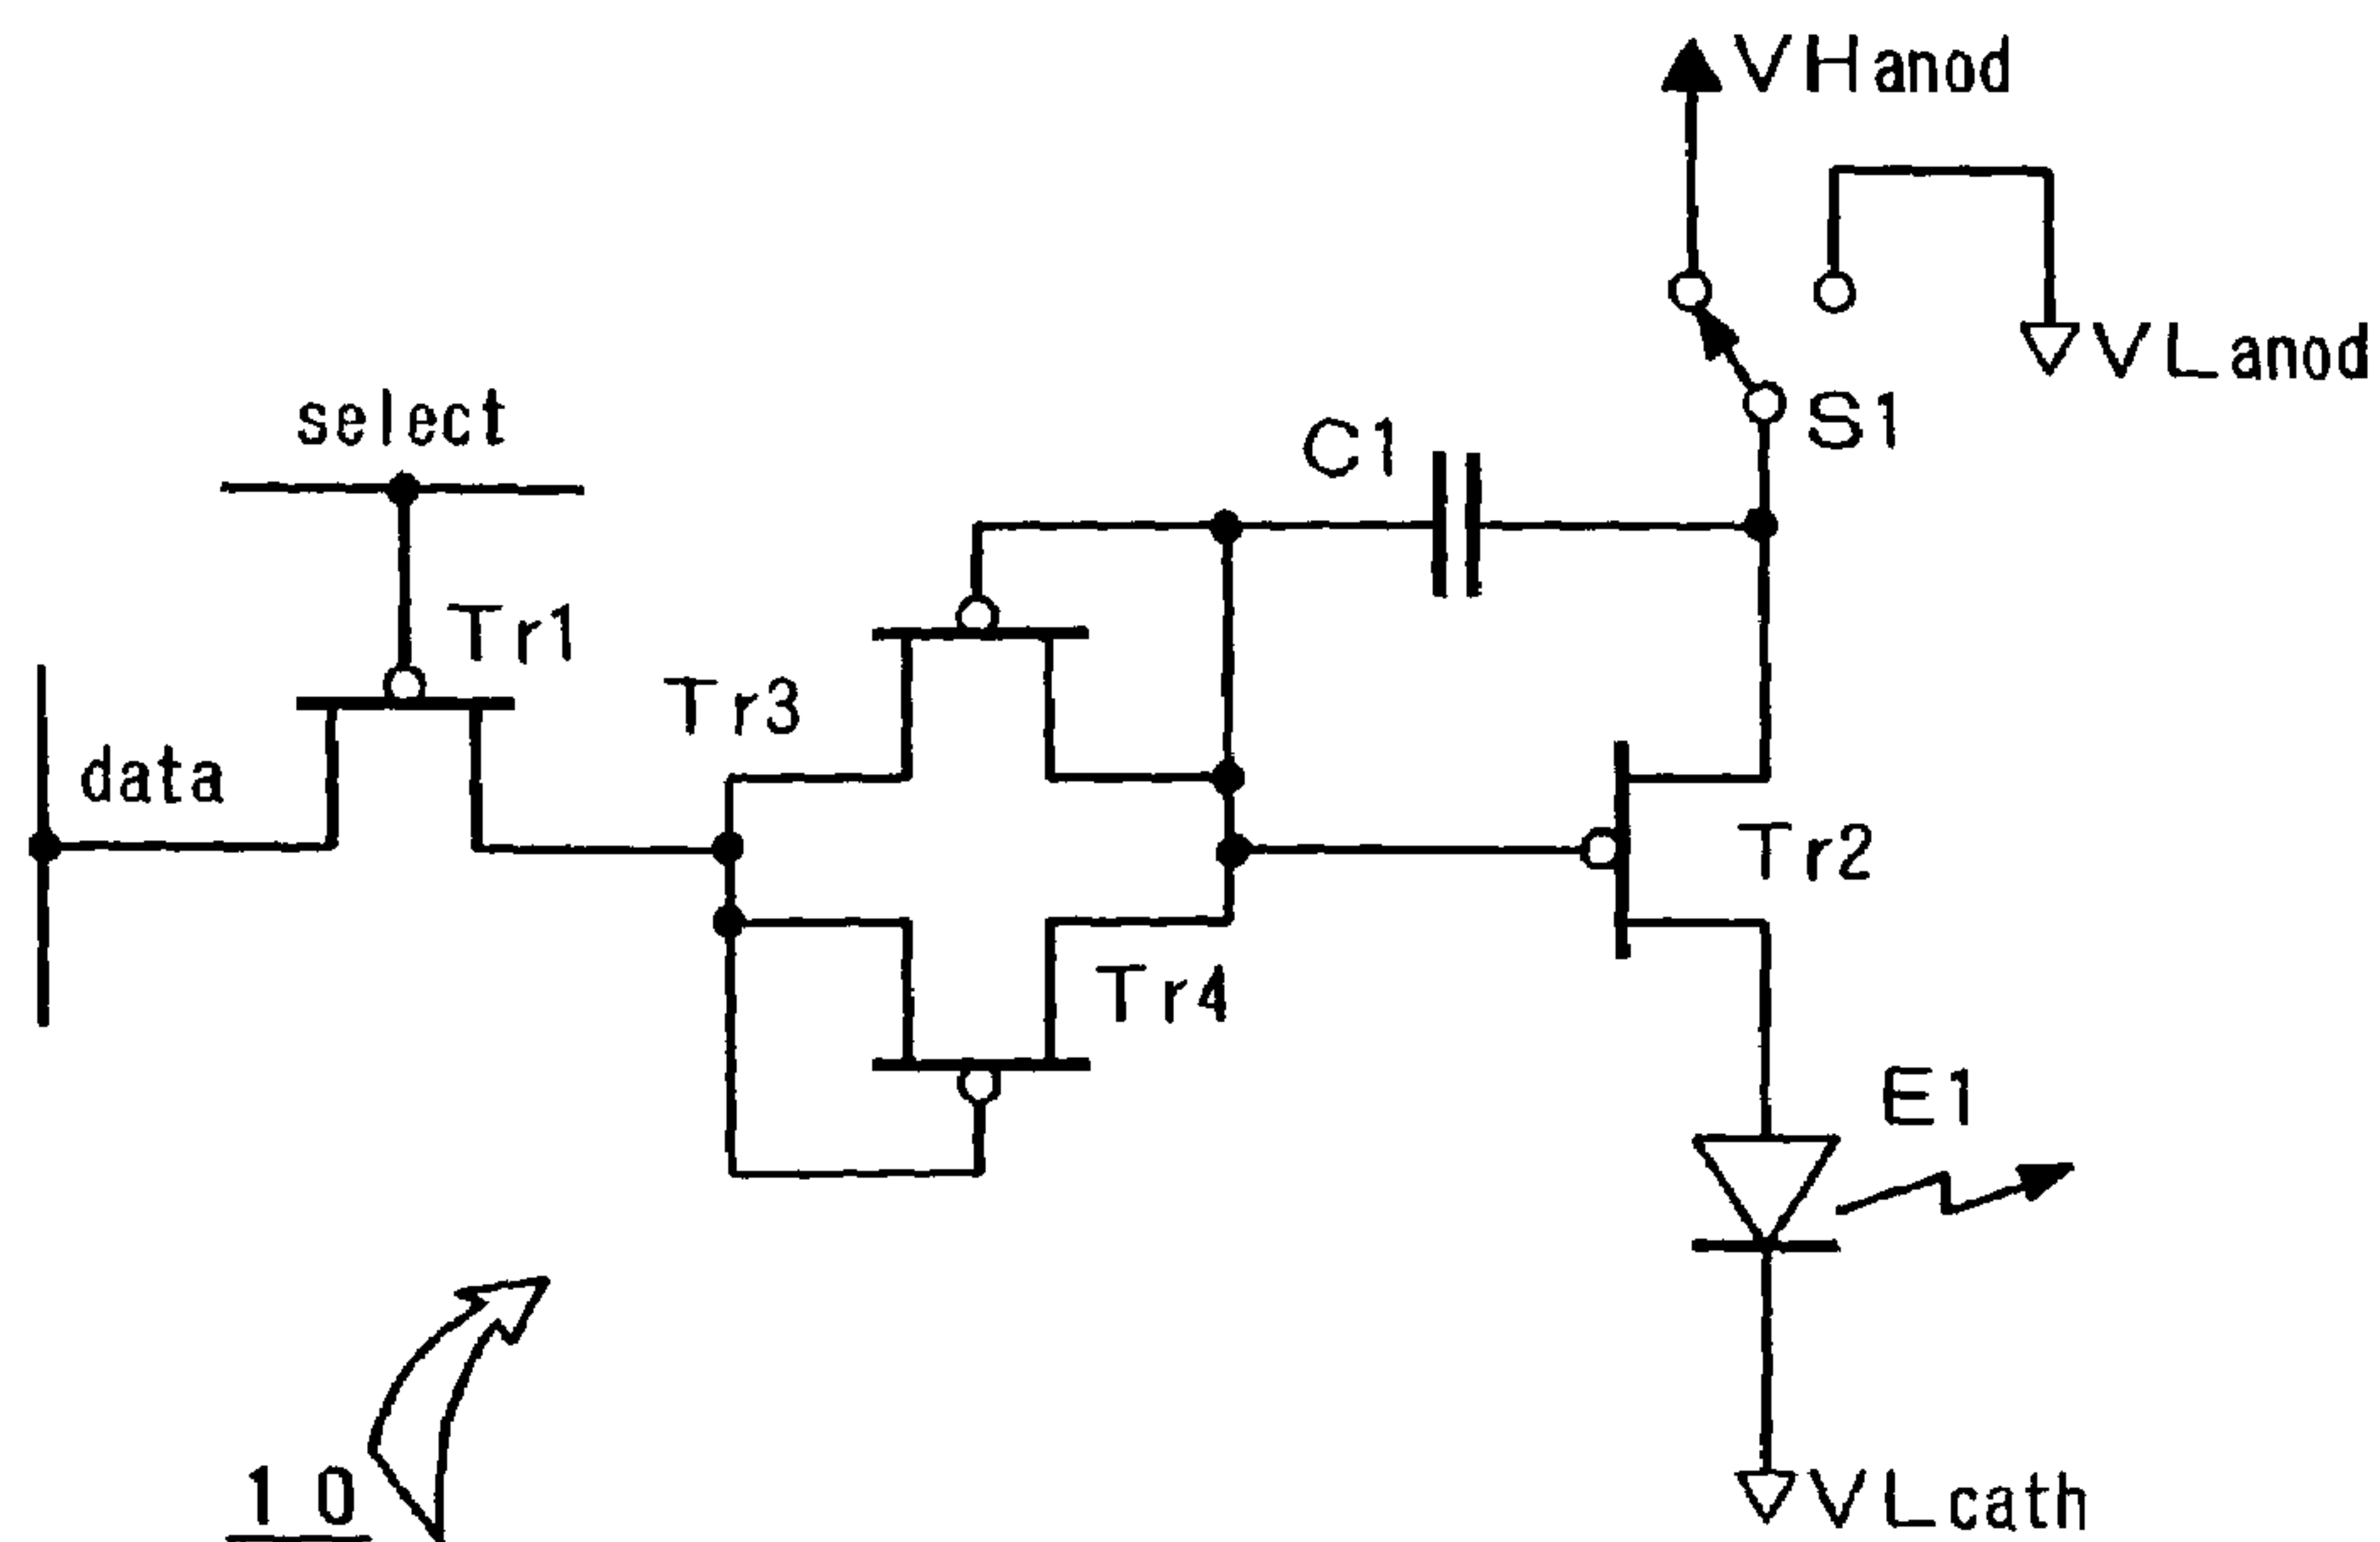 VHanod
VLanod
S1
select
C1
Tr1
Tr3
data
Tr2
Tr4
E1
10
VLcath